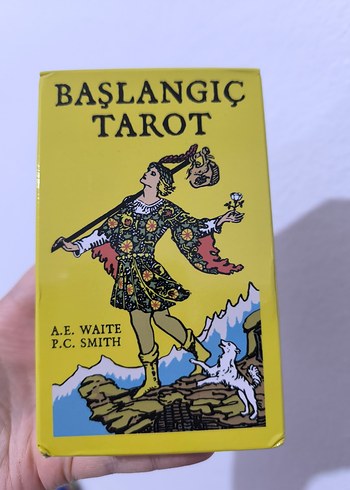 BAŞLANGIÇ
TAROT
A.E. WAITE
P.C. SMITH